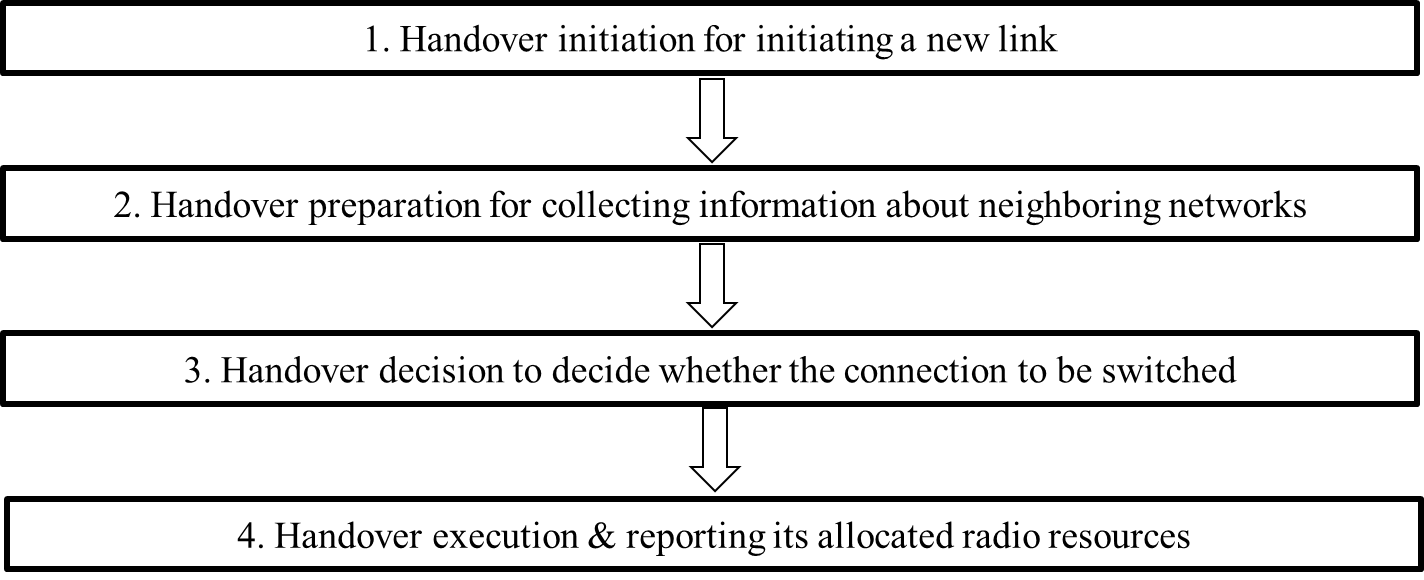 1. Handover initiation for initiating a new link
2. Handover preparation for collecting information about neighboring networks
3. Handover decision to decide whether the connection to be switched
4. Handover execution & reporting its allocated radio resources